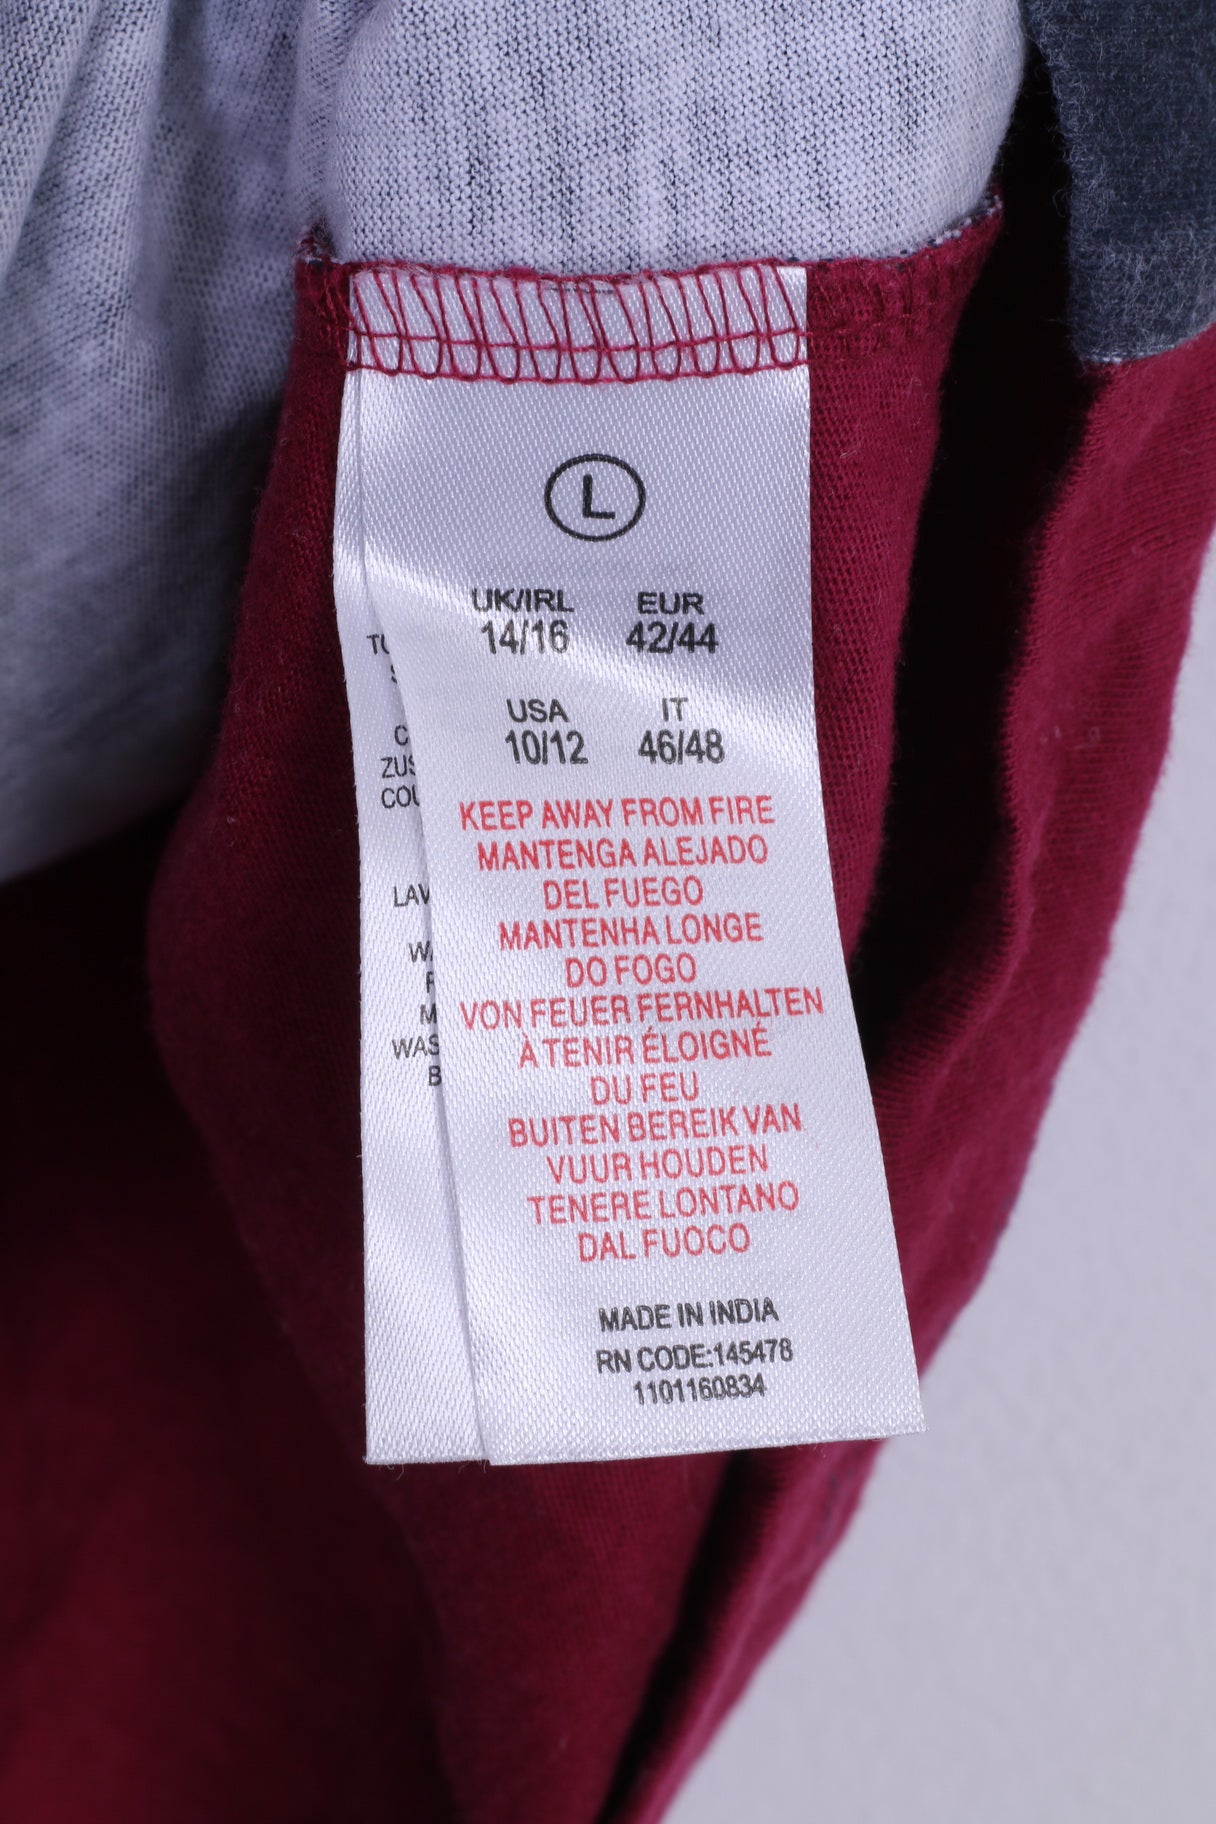 L
UK/IRL EUR
14/16 42/44
USA IT
10/12 46/48
KEEP AWAY FROM FIRE
MANTENGA ALEJADO
DEL FUEGO
MANTENHA LONGE
DO FOGO
VON FEUER FERNHALTEN
À TENIR ÉLOIGNÉ
DU FEU
BUITEN BEREIK VAN
VUUR HOUDEN
TENERE LONTANO
DAL FUOCO
MADE IN INDIA
RN CODE:145478
1101160834